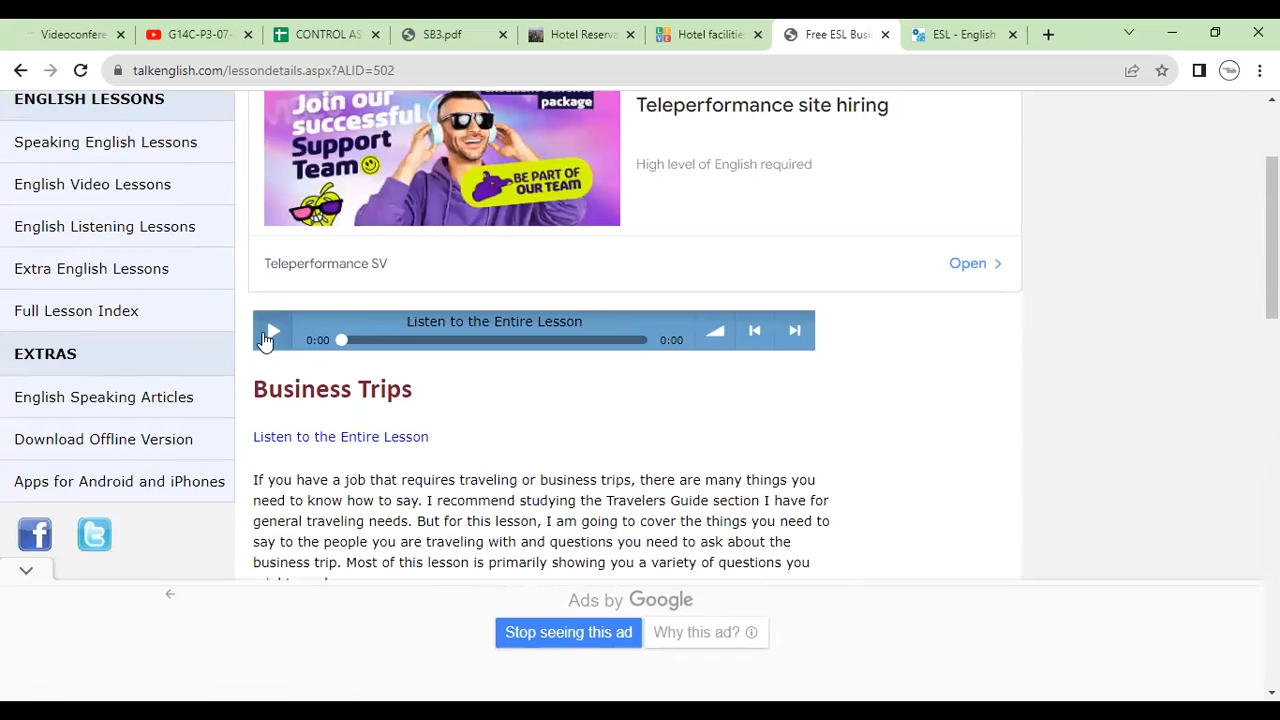 Videoconfere
G14C-P3-07-
CONTROL AS
SB3.pdf
Hotel Reserva
Hotel facilitie
Free ESL Busi
ESL - English
talkenglish.com/lessondetails.aspx?ALID=502
ENGLISH LESSONS
Speaking English Lessons
English Video Lessons
English Listening Lessons
Extra English Lessons
Full Lesson Index
EXTRAS
English Speaking Articles
Download Offline Version
Apps for Android and iPhones
package
Join our
successful
Support
Team
BE PART OF
OUR TEAM
Teleperformance site hiring
High level of English required
Teleperformance SV
Open
Listen to the Entire Lesson
0:00
0:00
Business Trips
Listen to the Entire Lesson
If you have a job that requires traveling or business trips, there are many things you
need to know how to say. I recommend studying the Travelers Guide section I have for
general traveling needs. But for this lesson, I am going to cover the things you need to
say to the people you are traveling with and questions you need to ask about the
business trip. Most of this lesson is primarily showing you a variety of questions you
Ads by Google
Stop seeing this ad
Why this ad?